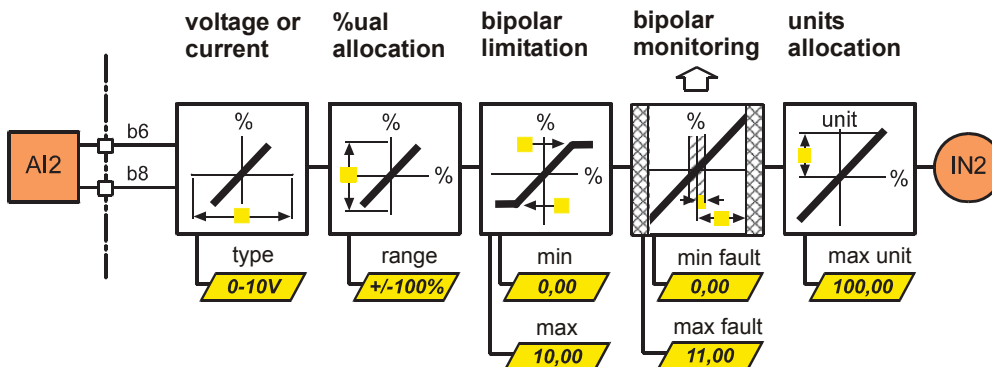 voltage or current
%ual allocation
bipolar limitation
bipolar monitoring
units allocation
AI2
b6
b8
%
%
%
%
%
%
%
unit
%
IN2
type
0-10V
range
+/-100%
min
0,00
max
10,00
min fault
0,00
max fault
11,00
max unit
100,00